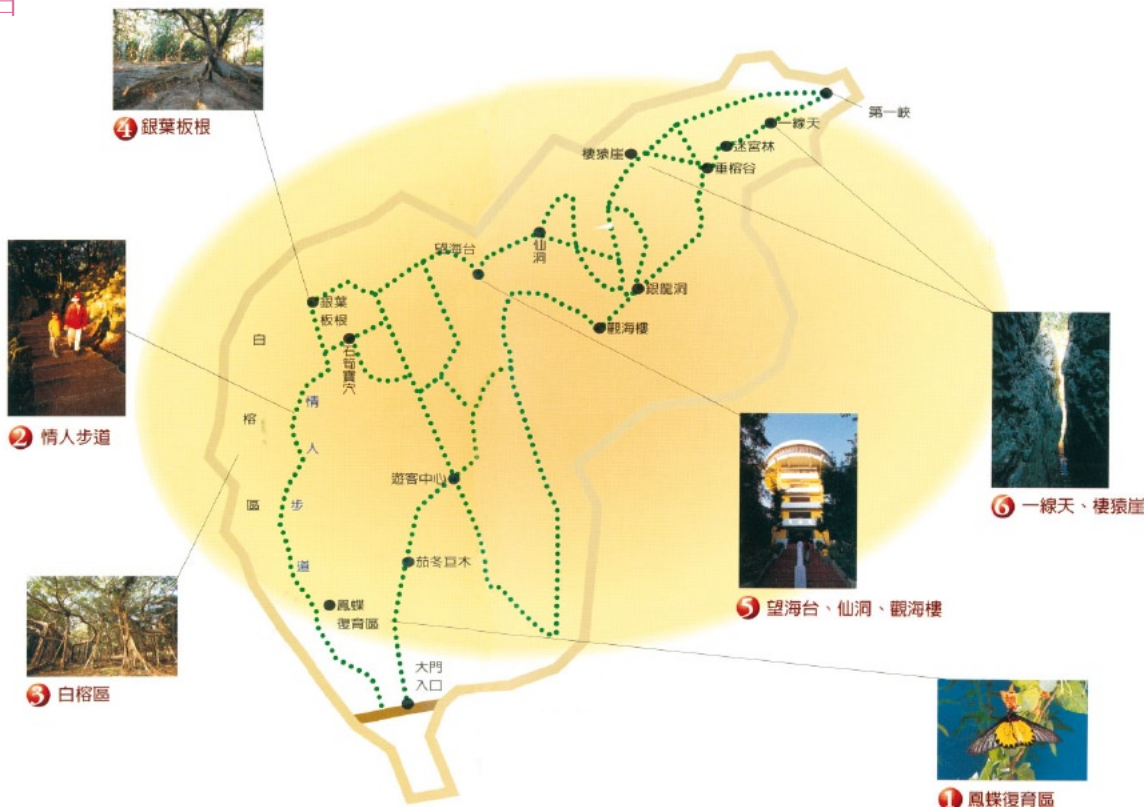 口
④ 銀葉板根
② 情人步道
③ 白榕區
第一峽
一線天
迷宮林
重榕谷
棲猿崖
仙洞
望海台
銀龍洞
觀海樓
銀葉
板根
石筍寶穴
白榕區
情人步道
遊客中心
茄冬巨木
鳳蝶
復育區
大門
入口
⑥ 一線天、棲猿崖
⑤ 望海台、仙洞、觀海樓
① 鳳蝶復育區